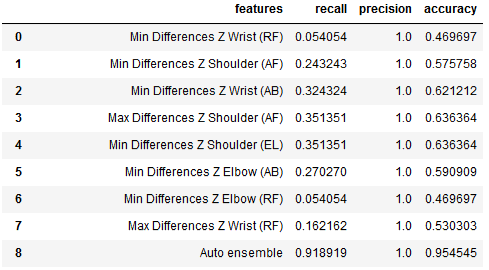 features recall precision accuracy
0 Min Differences Z Wrist (RF) 0.054054 1.0 0.469697
1 Min Differences Z Shoulder (AF) 0.243243 1.0 0.575758
2 Min Differences Z Wrist (AB) 0.324324 1.0 0.621212
3 Max Differences Z Shoulder (AF) 0.351351 1.0 0.636364
4 Min Differences Z Shoulder (EL) 0.351351 1.0 0.636364
5 Min Differences Z Elbow (AB) 0.270270 1.0 0.590909
6 Min Differences Z Elbow (RF) 0.054054 1.0 0.469697
7 Max Differences Z Wrist (RF) 0.162162 1.0 0.530303
8 Auto ensemble 0.918919 1.0 0.954545